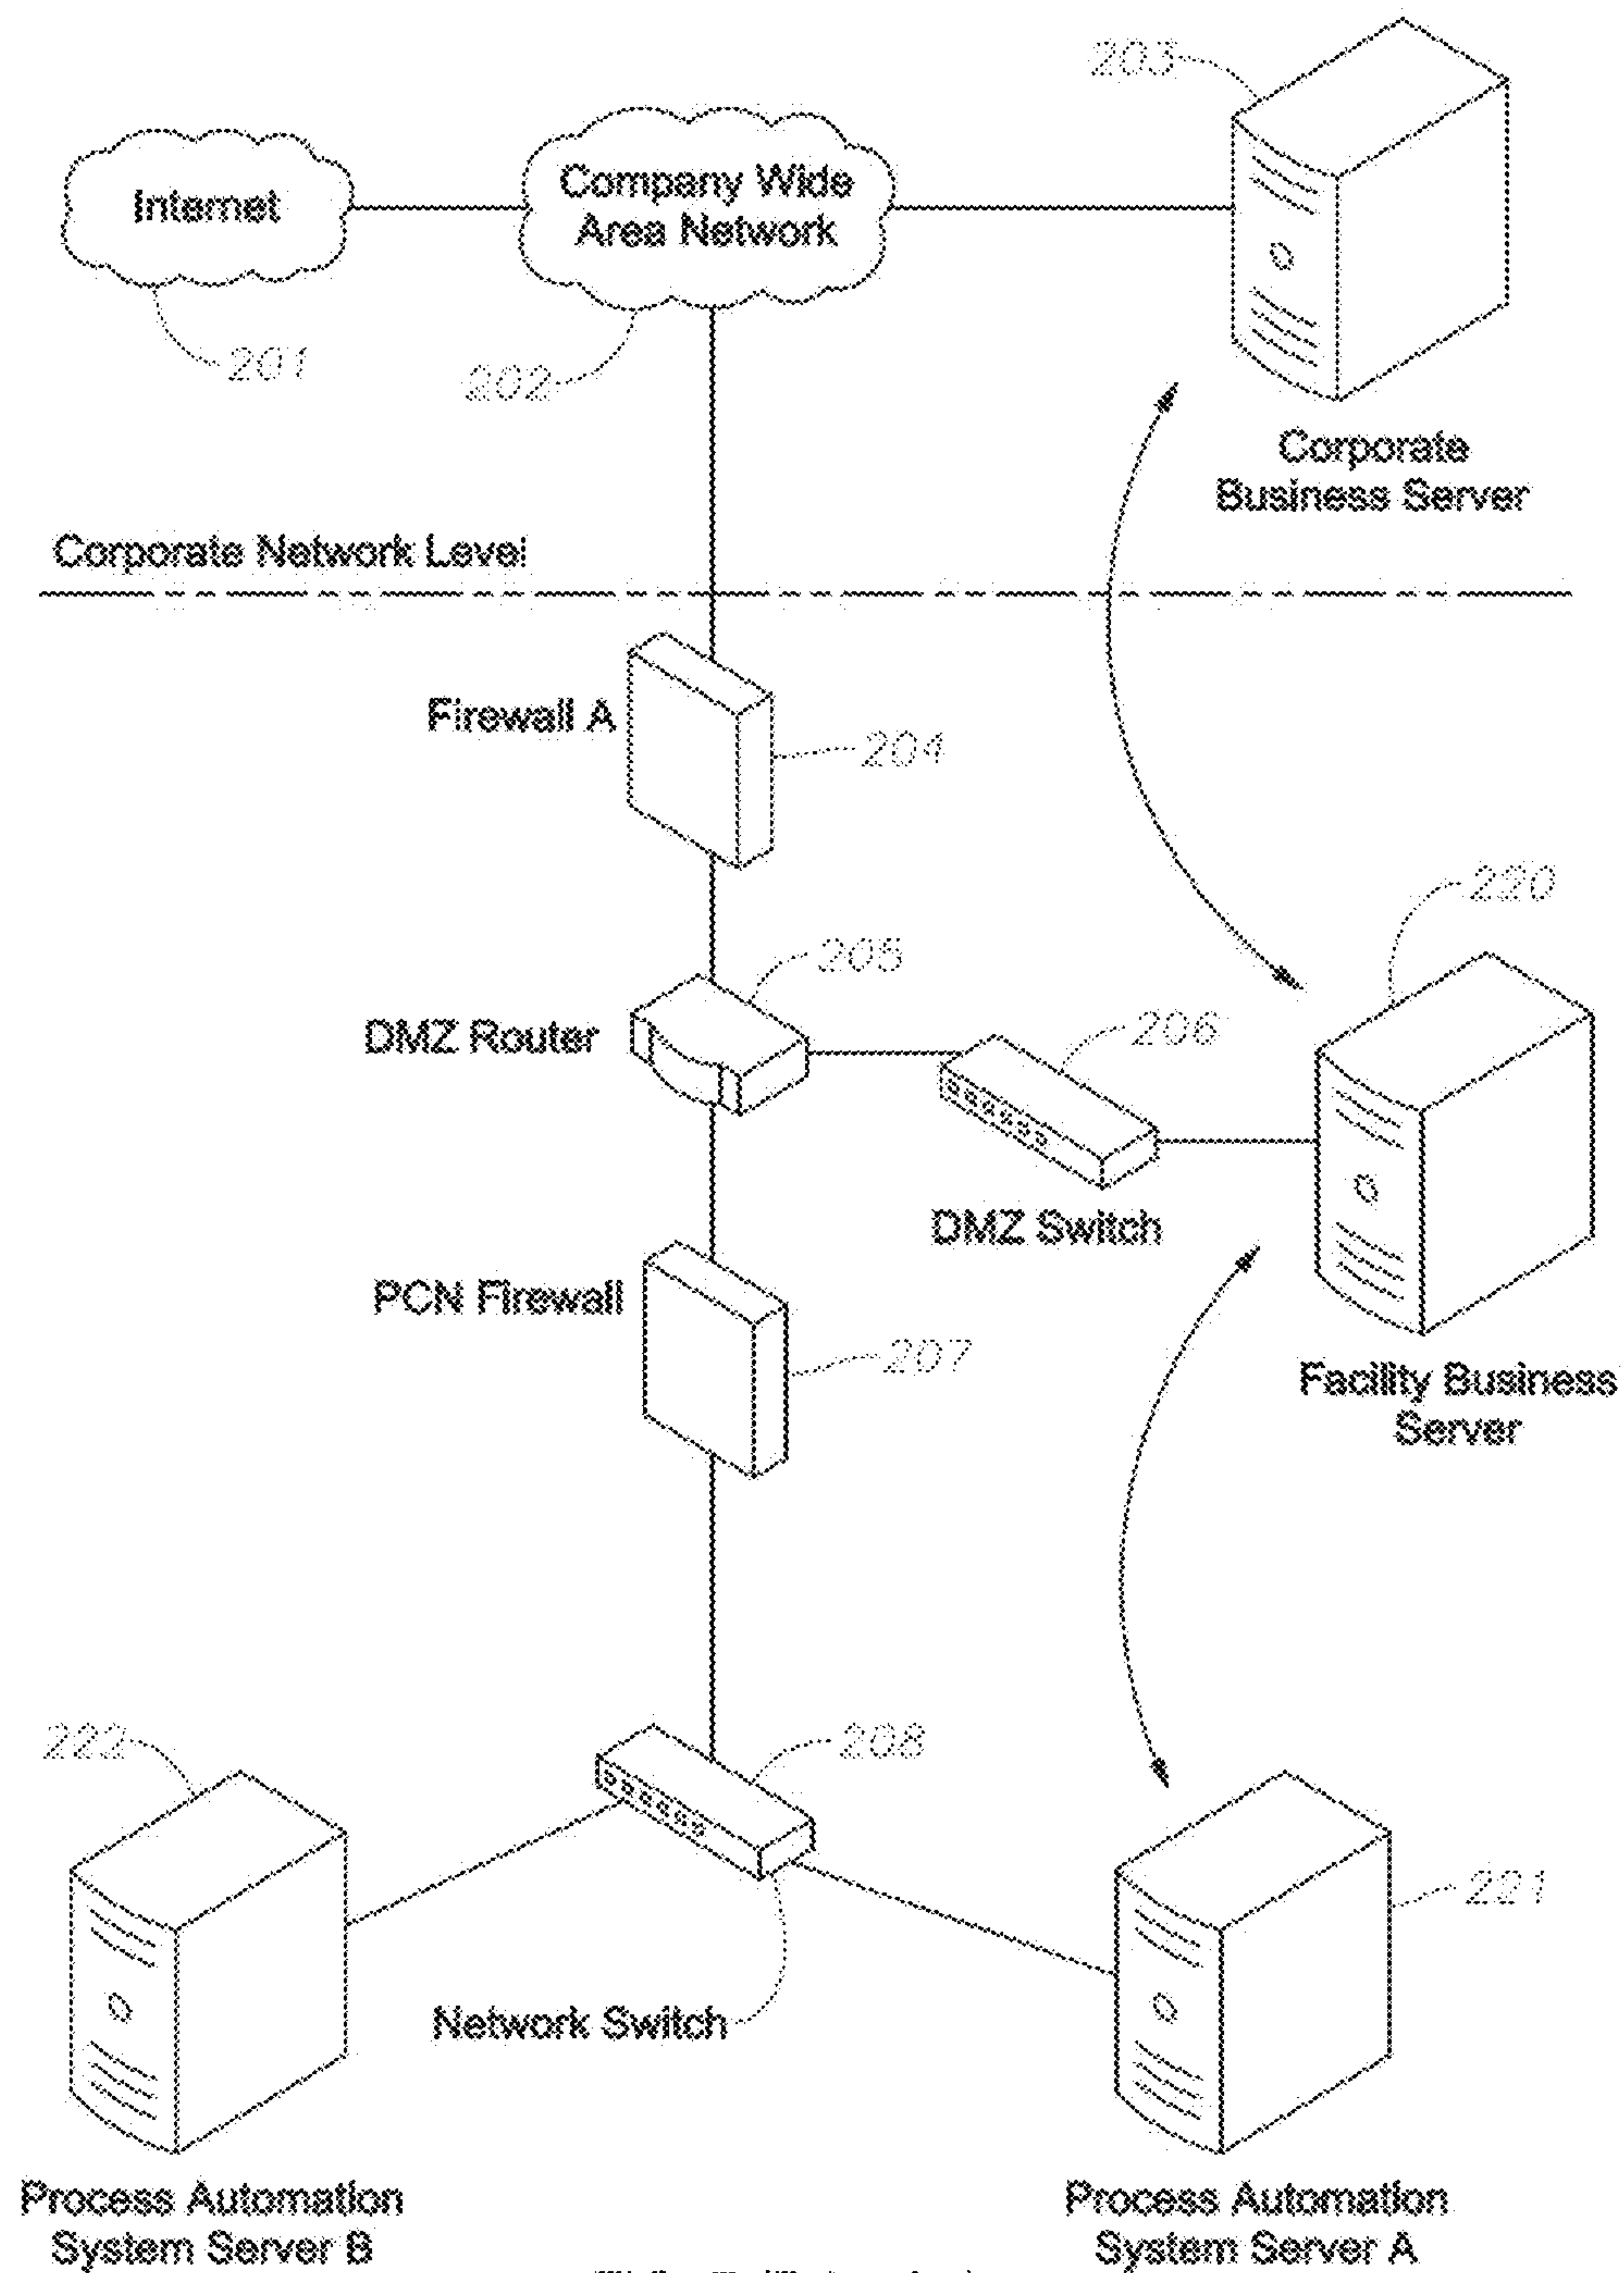 203
Internet
Company Wide
Area Network
201
202
Corporate
Business Server
Corporate Network Level
Firewall A
204
220
205
DMZ Router
206
DMZ Switch
PCN Firewall
207
Facility Business
Server
222
208
221
Network Switch
Process Automation
System Server B
Process Automation
System Server A